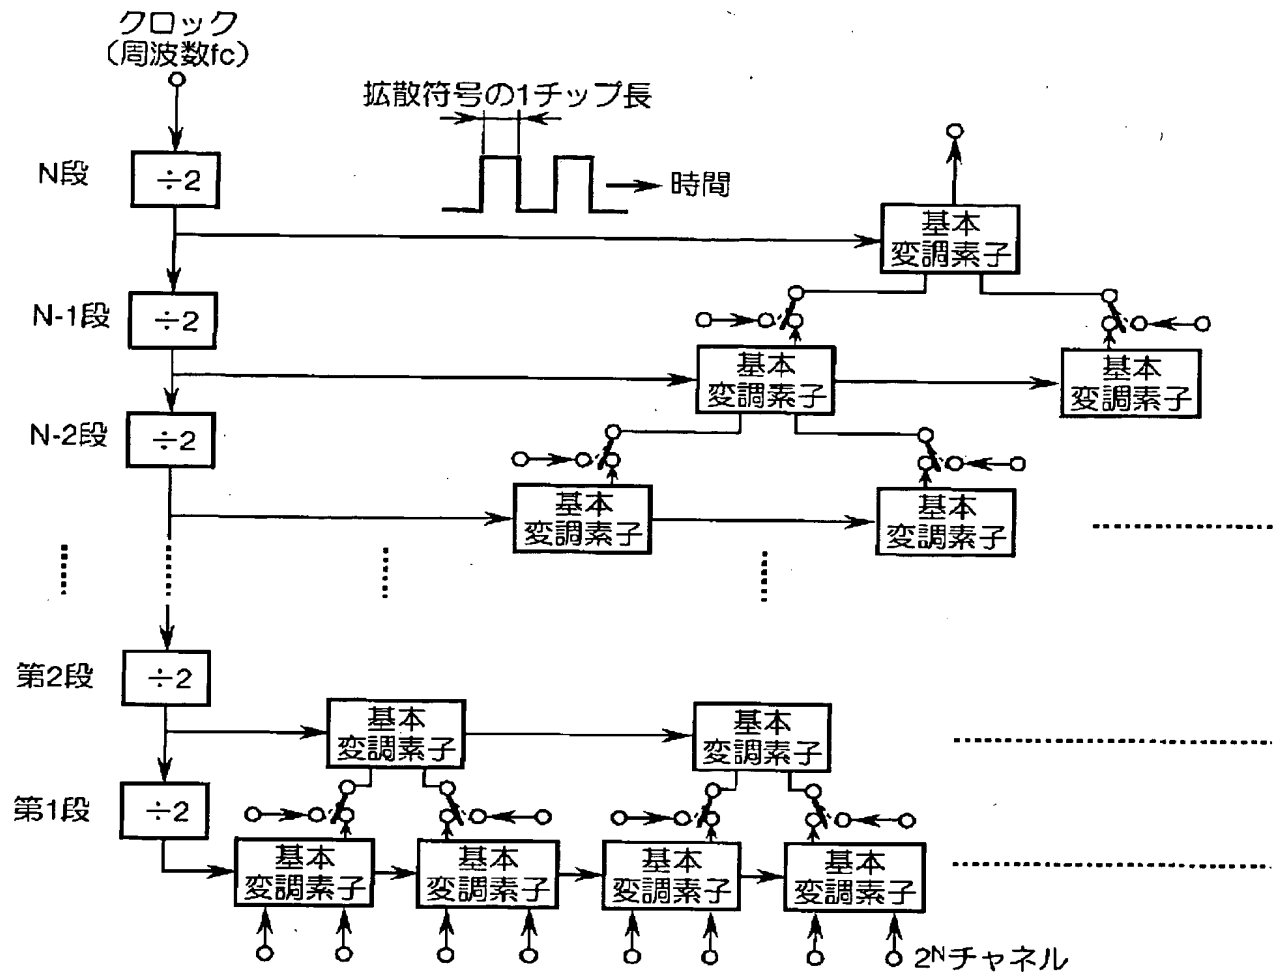 クロック
(周波数fc)
拡散符号の1チップ長
N段
÷2
時間
基本
変調素子
N-1段
÷2
基本
変調素子
基本
変調素子
N-2段
÷2
基本
変調素子
基本
変調素子
第2段
÷2
基本
変調素子
基本
変調素子
第1段
÷2
基本
変調素子
基本
変調素子
基本
変調素子
基本
変調素子
2ᴺチャネル